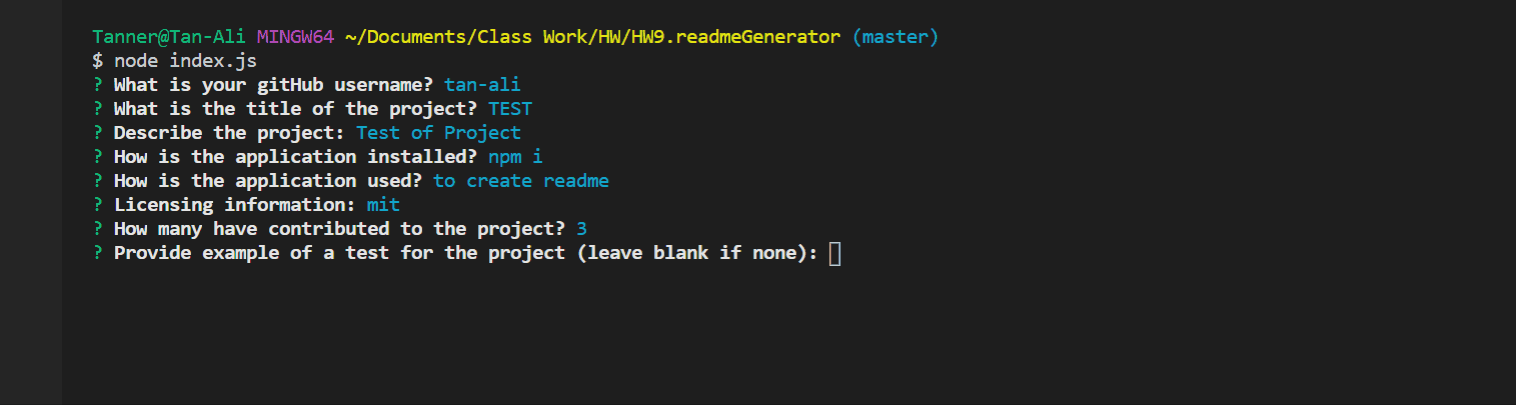 Tanner@Tan-Ali MINGW64 ~/Documents/Class Work/HW/HW9.readmeGenerator (master)
$ node index.js
? What is your gitHub username? tan-ali
? What is the title of the project? TEST
? Describe the project: Test of Project
? How is the application installed? npm i
? How is the application used? to create readme
? Licensing information: mit
? How many have contributed to the project? 3
? Provide example of a test for the project (leave blank if none):